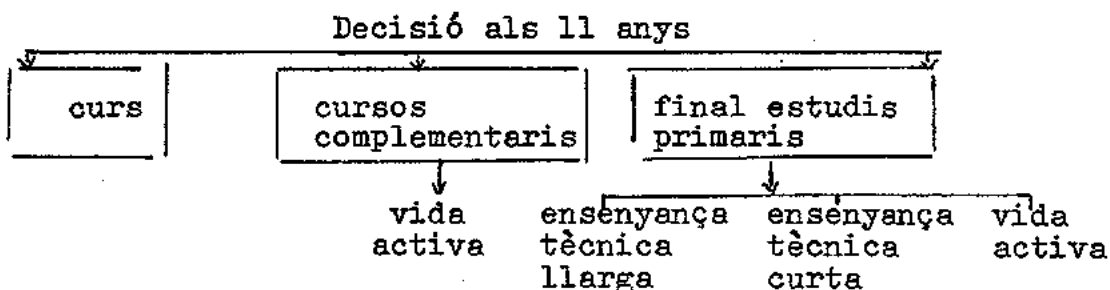 Decisió als 11 anys
curs
cursos
complementaris
final estudis
primaris
vida
activa
ensenyança
tècnica
llarga
ensenyança
tècnica
curta
vida
activa